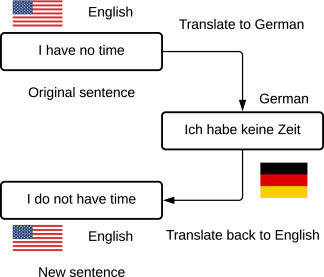 English
Translate to German
I have no time
Original sentence
German
Ich habe keine Zeit
I do not have time
English
Translate back to English
New sentence